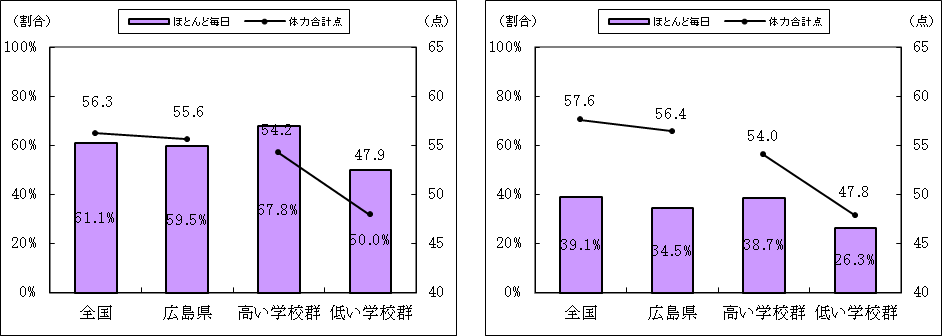 (割合) ほとんど毎日 体力合計点 (点)
100% 65
80% 60
60% 55
40% 50
20% 45
0% 40
56.3 55.6 54.2 47.9
61.1% 59.5% 67.8% 50.0%
全国 広島県 高い学校群 低い学校群
(割合) ほとんど毎日 体力合計点 (点)
100% 65
80% 60
60% 55
40% 50
20% 45
0% 40
57.6 56.4 54.0 47.8
39.1% 34.5% 38.7% 26.3%
全国 広島県 高い学校群 低い学校群